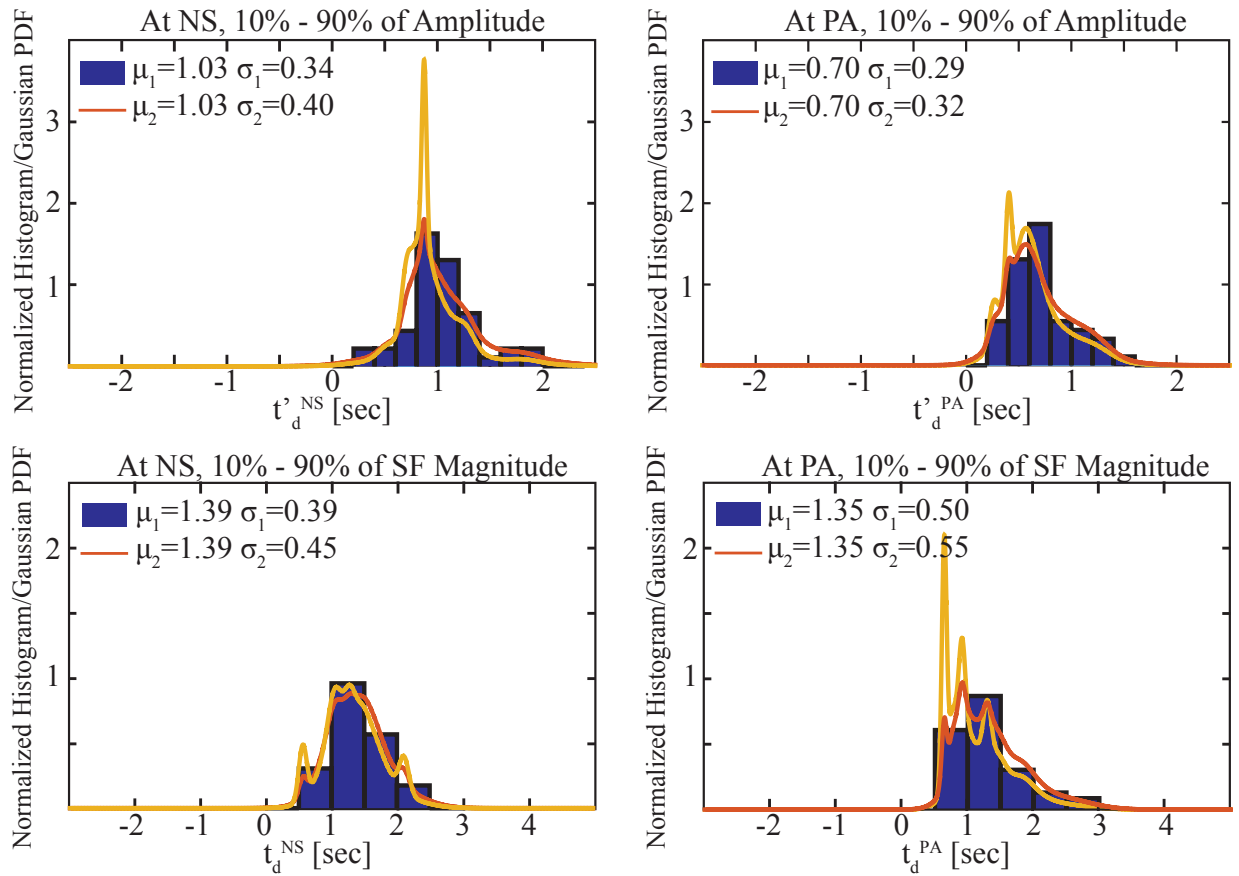 At NS, 10% - 90% of Amplitude
Normalized Histogram/Gaussian PDF
μ₁=1.03 σ₁=0.34
μ₂=1.03 σ₂=0.40
3
2
1
-2 -1 0 1 2
t'd^NS [sec]
At PA, 10% - 90% of Amplitude
Normalized Histogram/Gaussian PDF
μ₁=0.70 σ₁=0.29
μ₂=0.70 σ₂=0.32
3
2
1
-2 -1 0 1 2
t'd^PA [sec]
At NS, 10% - 90% of SF Magnitude
Normalized Histogram/Gaussian PDF
μ₁=1.39 σ₁=0.39
μ₂=1.39 σ₂=0.45
2
1
-2 -1 0 1 2 3 4
td^NS [sec]
At PA, 10% - 90% of SF Magnitude
Normalized Histogram/Gaussian PDF
μ₁=1.35 σ₁=0.50
μ₂=1.35 σ₂=0.55
2
1
-2 -1 0 1 2 3 4
td^PA [sec]